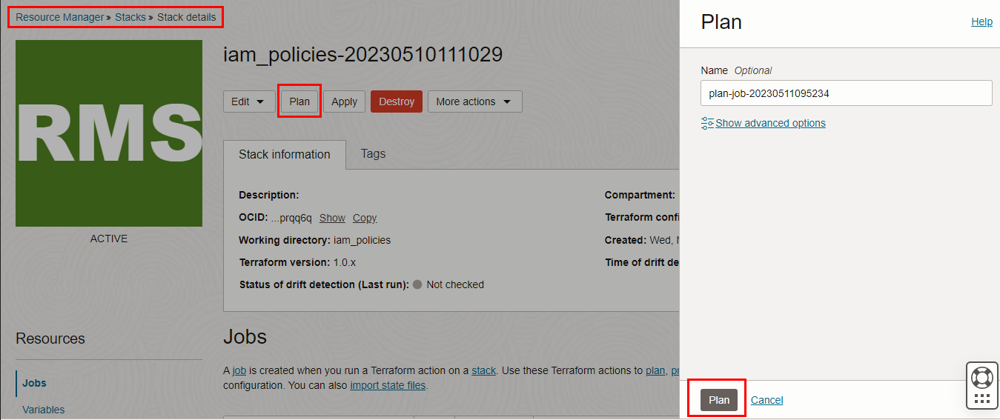 Resource Manager » Stacks » Stack details
RMS
ACTIVE
iam_policies-20230510111029
Edit Plan Apply Destroy More actions
Stack information Tags
Description: Compartment:
OCID: ...prqq6q Show Copy Terraform confi
Working directory: iam_policies Created: Wed,
Terraform version: 1.0.x Time of drift de
Status of drift detection (Last run): Not checked
Resources
Jobs
Variables
Jobs
A job is created when you run a Terraform action on a stack. Use these Terraform actions to plan, pr
configuration. You can also import state files.
Plan Help
Name Optional
plan-job-20230511095234
Show advanced options
Plan Cancel